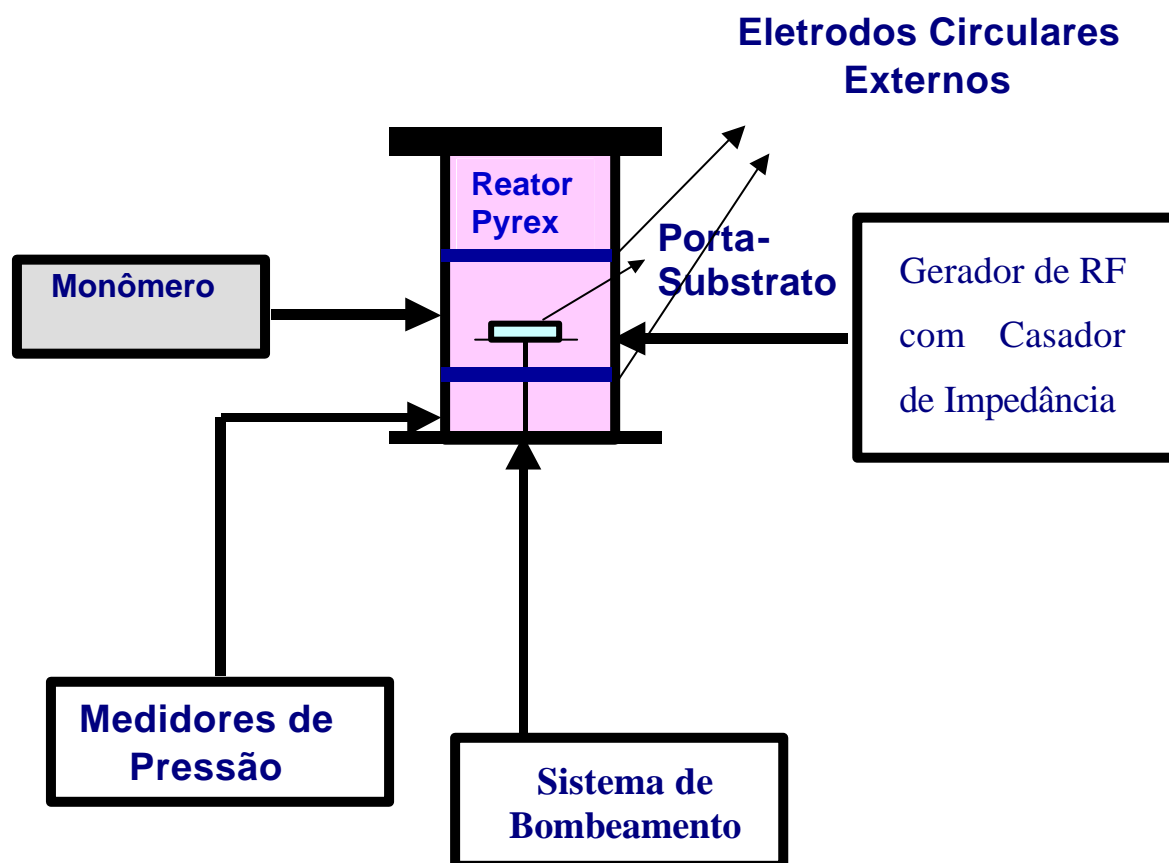 Eletrodos Circulares
Externos
Reator
Pyrex
Porta-
Substrato
Monômero
Gerador de RF
com Casador
de Impedância
Medidores de
Pressão
Sistema de
Bombeamento